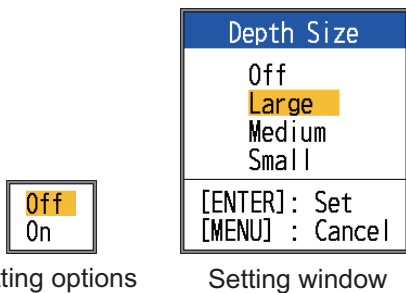 Off
On
options
Depth Size
Off
Large
Medium
Small
[ENTER]: Set
[MENU] : Cancel
Setting window